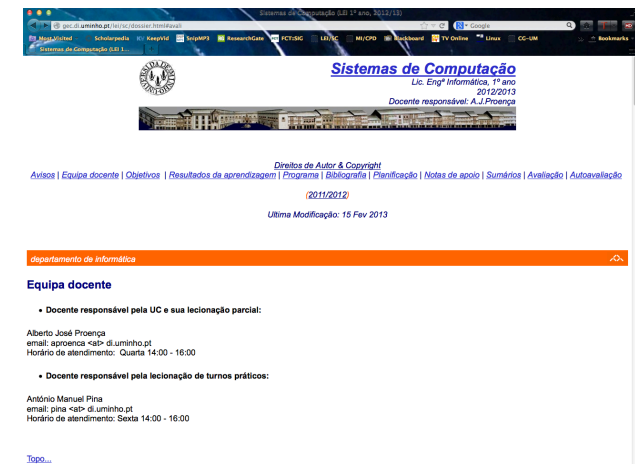 Sistemas de Computação (LEI 1º ano, 2012/13)
gec.di.uminho.pt/lei/sc/dossier.html#avali
Google
Most Visited Scholarpedia KeepVid SnipMP3 ResearchGate FCT:SIG LEI/SC MI/CPD Blackboard TV Online Linux CG-UM Bookmarks
Sistemas de Computação (LEI 1...
Sistemas de Computação
Lic. Engª Informática, 1º ano
2012/2013
Docente responsável: A.J.Proença
Direitos de Autor & Copyright
Avisos | Equipa docente | Objetivos | Resultados da aprendizagem | Programa | Bibliografia | Planificação | Notas de apoio | Sumários | Avaliação | Autoavaliação
(2011/2012)
Ultima Modificação: 15 Fev 2013
departamento de informática
Equipa docente
• Docente responsável pela UC e sua lecionação parcial:
Alberto José Proença
email: aproenca <at> di.uminho.pt
Horário de atendimento: Quarta 14:00 - 16:00
• Docente responsável pela lecionação de turnos práticos:
António Manuel Pina
email: pina <at> di.uminho.pt
Horário de atendimento: Sexta 14:00 - 16:00
Topo...